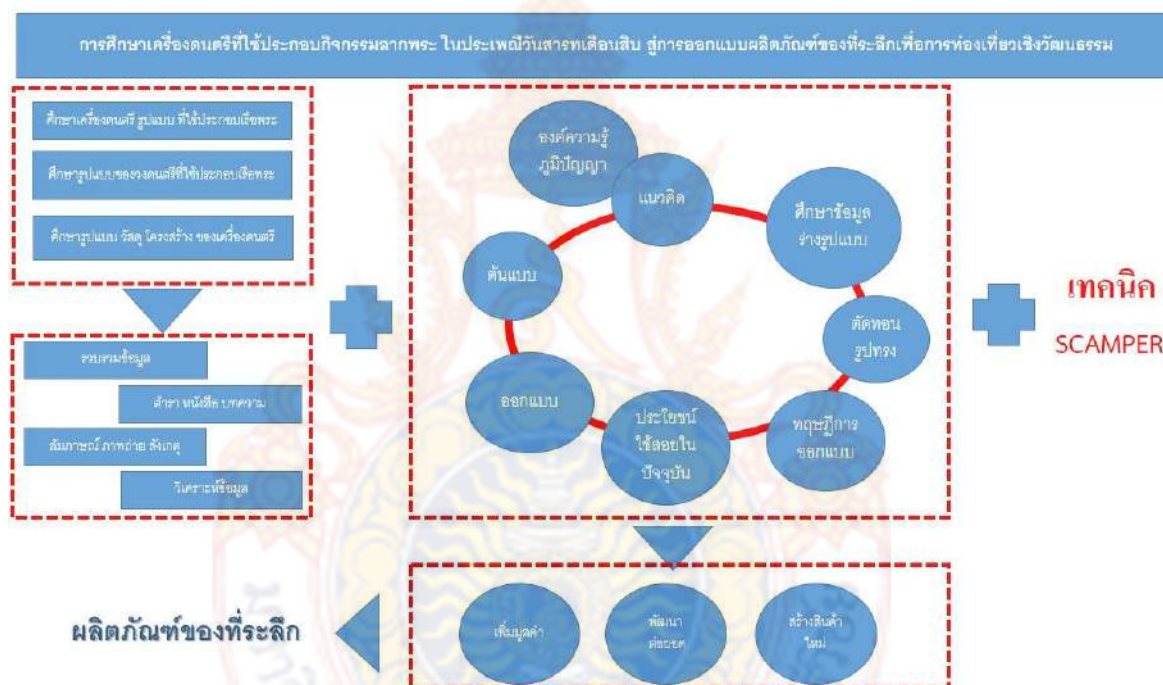 การศึกษาเครื่องดนตรีที่ใช้ประกอบกิจกรรมลากพระ ในประเพณีวันสารทเดือนสิบ สู่การออกแบบผลิตภัณฑ์ของที่ระลึกเพื่อการท่องเที่ยวเชิงวัฒนธรรม
ศึกษาเครื่องดนตรี รูปแบบ ที่ใช้ประกอบเรือพระ
ศึกษารูปแบบของวงดนตรีที่ใช้ประกอบเรือพระ
ศึกษารูปแบบ วัสดุ โครงสร้าง ของเครื่องดนตรี
รวบรวมข้อมูล
ตำรา หนังสือ บทความ
สัมภาษณ์ ภาพถ่าย สังเกตุ
วิเคราะห์ข้อมูล
องค์ความรู้
ภูมิปัญญา
แนวคิด
ศึกษาข้อมูล
ร่างรูปแบบ
ตัดทอน
รูปทรง
ทฤษฎีการ
ออกแบบ
ประโยชน์
ใช้สอยใน
ปัจจุบัน
ออกแบบ
ต้นแบบ
เทคนิค
SCAMPER
เพิ่มมูลค่า
พัฒนา
ต่อยอด
สร้างสินค้า
ใหม่
ผลิตภัณฑ์ของที่ระลึก